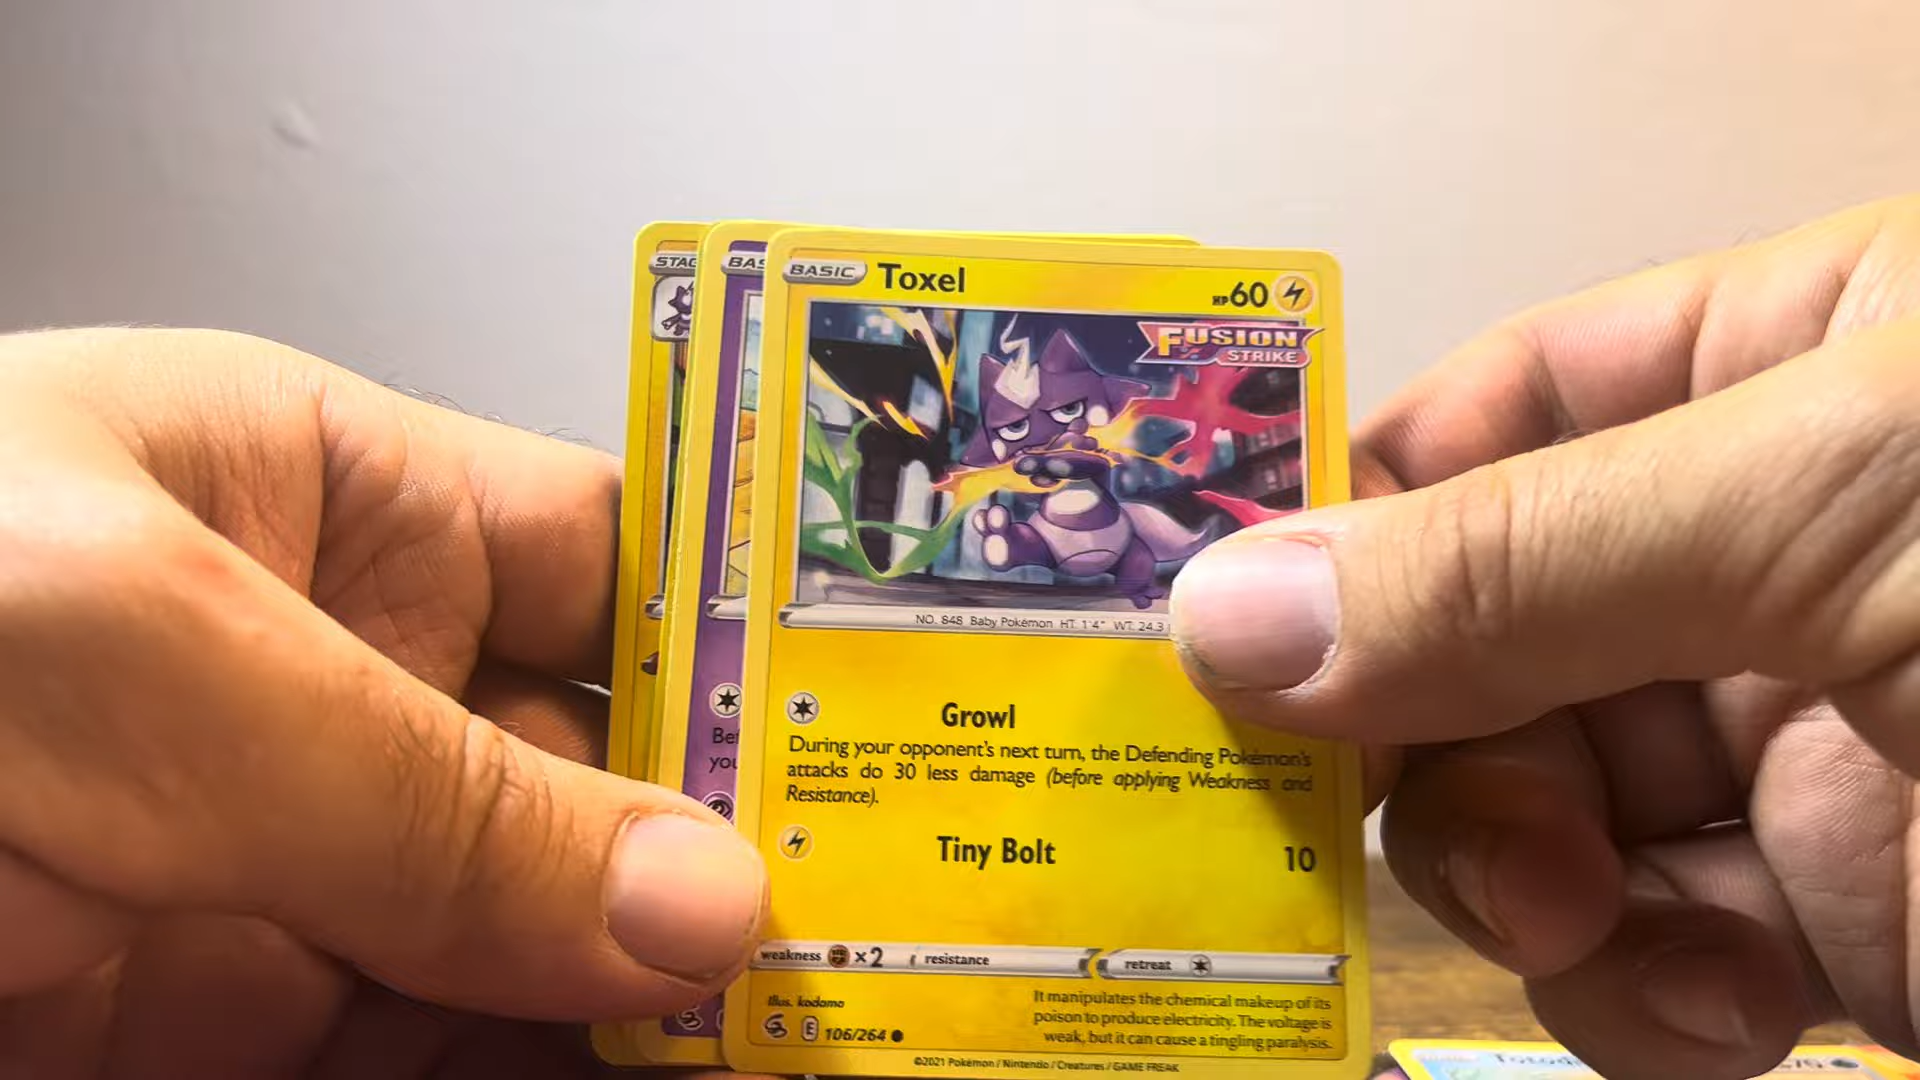 STAG
BAS
BASIC Toxel HP60
FUSION
STRIKE
NO. 848 Baby Pokémon HT. 1'4" WT. 24.3
Growl
During your opponent's next turn, the Defending Pokémon's
attacks do 30 less damage (before applying Weakness and
Resistance).
Bef
you
Tiny Bolt 10
weakness ×2 resistance retreat
Illus. kodama
E 106/264
It manipulates the chemical makeup of its
poison to produce electricity. The voltage is
weak, but it can cause a tingling paralysis.
©2021 Pokémon / Nintendo / Creatures / GAME FREAK